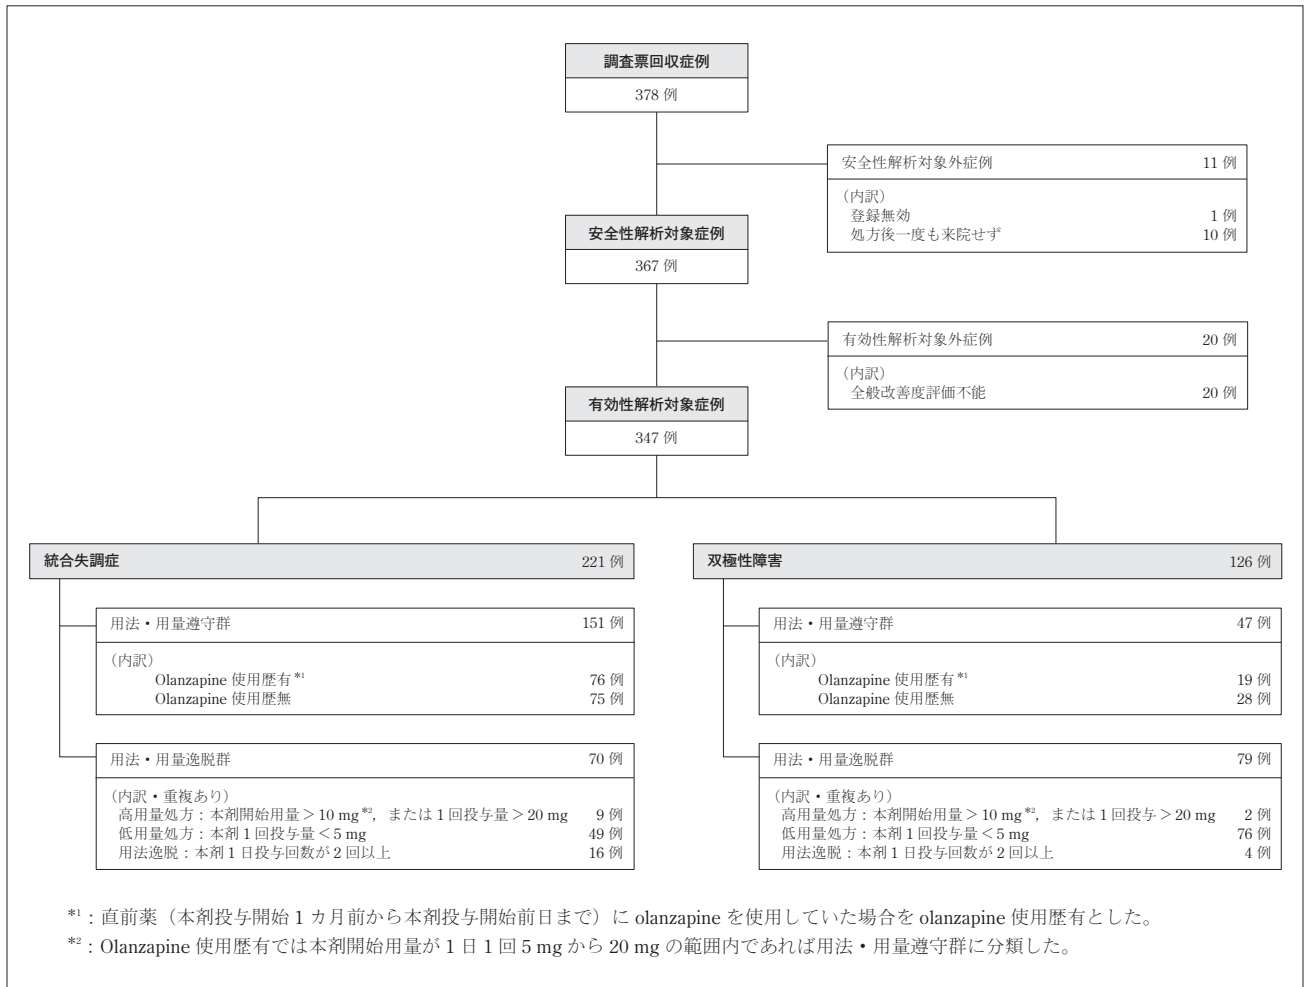 調査票回収症例
378 例
安全性解析対象外症例 11 例
(内訳)
登録無効 1 例
処方後一度も来院せず 10 例
安全性解析対象症例
367 例
有効性解析対象外症例 20 例
(内訳)
全般改善度評価不能 20 例
有効性解析対象症例
347 例
統合失調症 221 例
用法・用量遵守群 151 例
(内訳)
Olanzapine 使用歴有*1 76 例
Olanzapine 使用歴無 75 例
用法・用量逸脱群 70 例
(内訳・重複あり)
高用量処方：本剤開始用量＞10 mg*2，または 1 回投与量＞20 mg 9 例
低用量処方：本剤 1 回投与量＜5 mg 49 例
用法逸脱：本剤 1 日投与回数が 2 回以上 16 例
双極性障害 126 例
用法・用量遵守群 47 例
(内訳)
Olanzapine 使用歴有*1 19 例
Olanzapine 使用歴無 28 例
用法・用量逸脱群 79 例
(内訳・重複あり)
高用量処方：本剤開始用量＞10 mg*2，または 1 回投与＞20 mg 2 例
低用量処方：本剤 1 回投与量＜5 mg 76 例
用法逸脱：本剤 1 日投与回数が 2 回以上 4 例
*1：直前薬（本剤投与開始 1 カ月前から本剤投与開始前日まで）に olanzapine を使用していた場合を olanzapine 使用歴有とした。
*2：Olanzapine 使用歴有では本剤開始用量が 1 日 1 回 5 mg から 20 mg の範囲内であれば用法・用量遵守群に分類した。